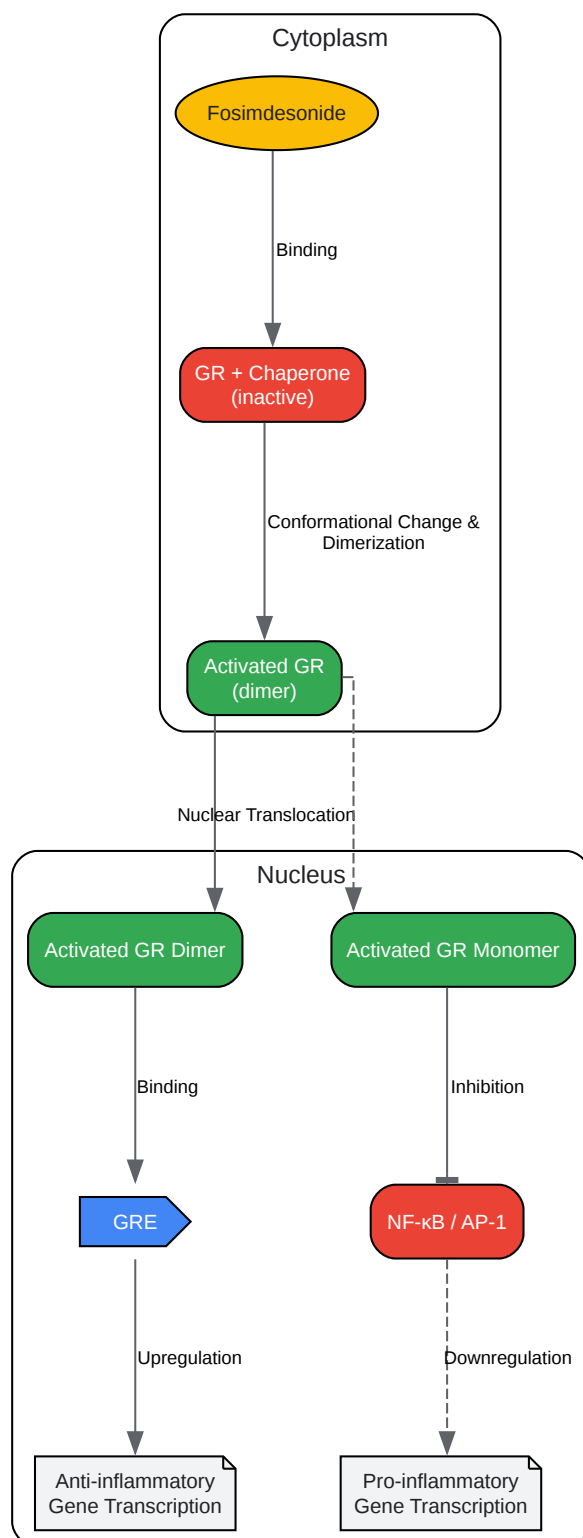 Cytoplasm
Fosimdesonide
Binding
GR + Chaperone
(inactive)
Conformational Change &
Dimerization
Activated GR
(dimer)
Nuclear Translocation
Nucleus
Activated GR Dimer
Activated GR Monomer
Binding
Inhibition
GRE
NF-κB / AP-1
Upregulation
Downregulation
Anti-inflammatory
Gene Transcription
Pro-inflammatory
Gene Transcription